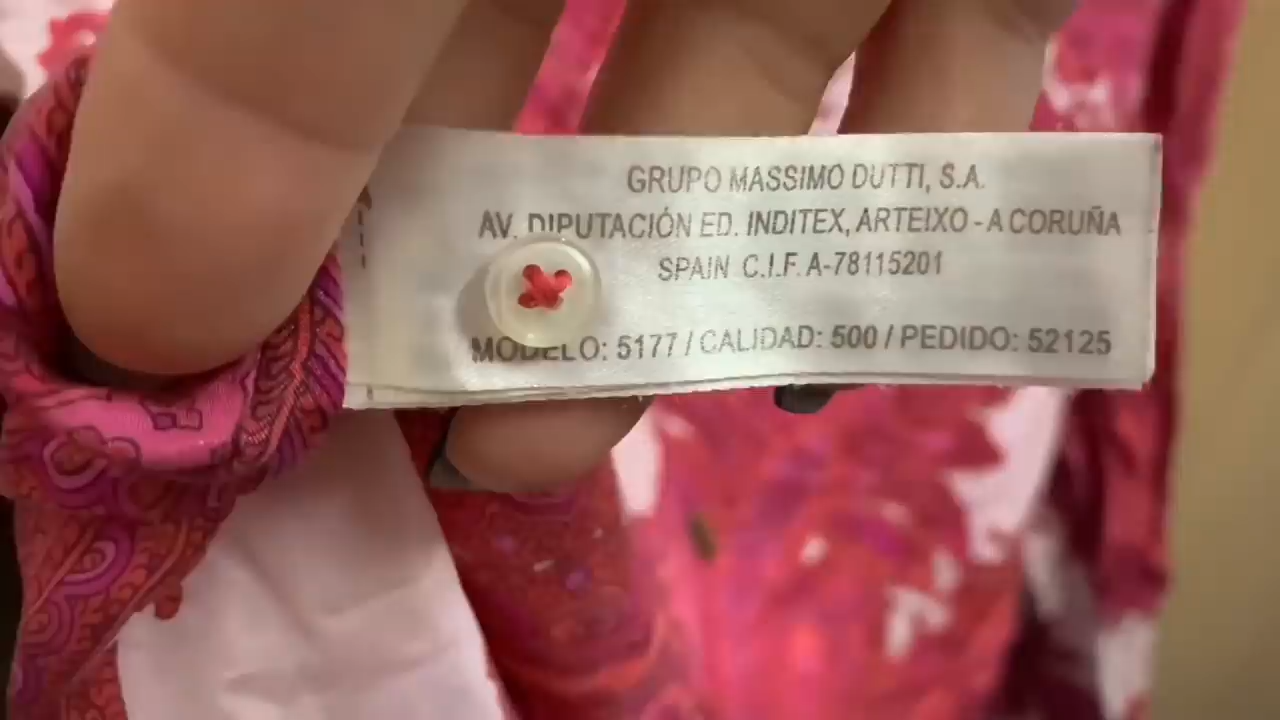 GRUPO MASSIMO DUTTI, S.A.
AV. DIPUTACIÓN ED. INDITEX, ARTEIXO - A CORUÑA
SPAIN C.I.F. A-78115201
MODELO: 5177 / CALIDAD: 500 / PEDIDO: 52125